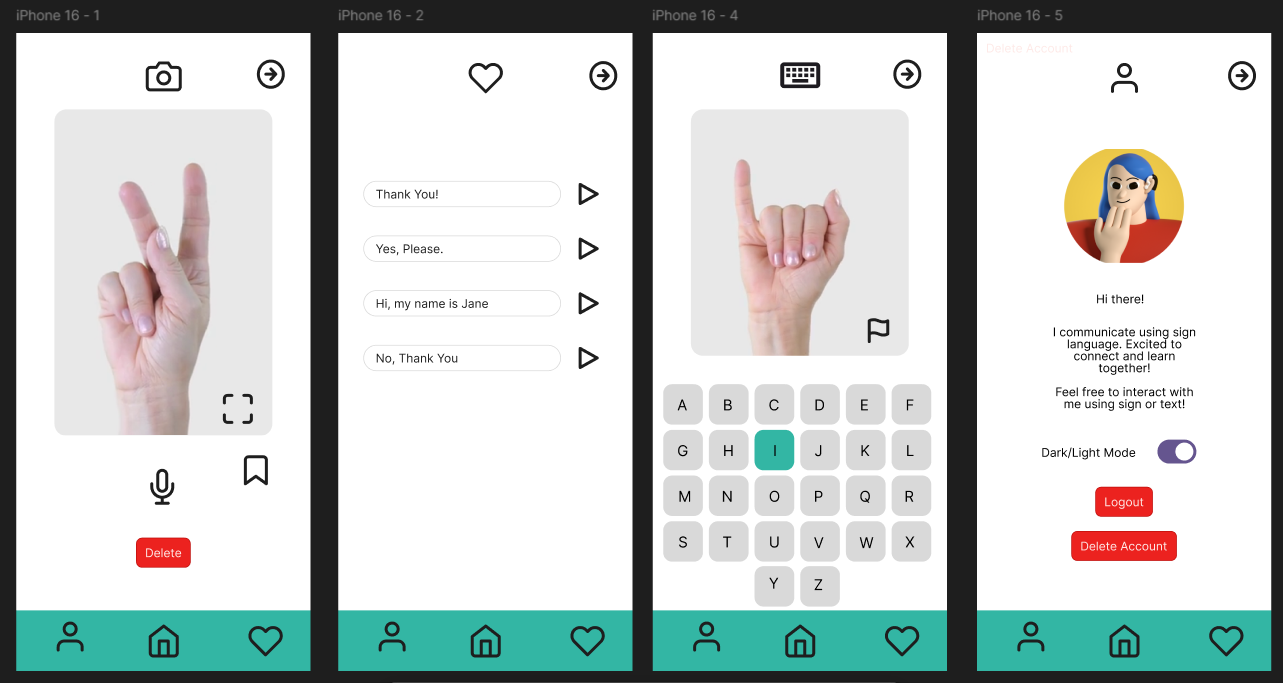 iPhone 16 - 1
Delete
iPhone 16 - 2
Thank You!
Yes, Please.
Hi, my name is Jane
No, Thank You
iPhone 16 - 4
A B C D E F
G H I J K L
M N O P Q R
S T U V W X
Y Z
iPhone 16 - 5
Delete Account
Hi there!
I communicate using sign
language. Excited to
connect and learn
together!
Feel free to interact with
me using sign or text!
Dark/Light Mode
Logout
Delete Account